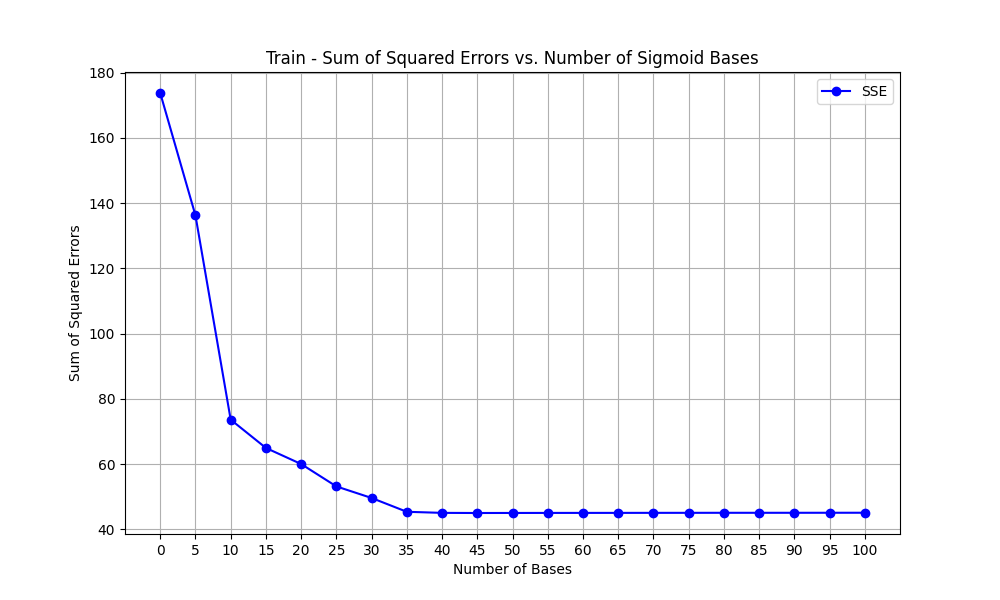 Train - Sum of Squared Errors vs. Number of Sigmoid Bases
SSE
Sum of Squared Errors
180
160
140
120
100
80
60
40
0 5 10 15 20 25 30 35 40 45 50 55 60 65 70 75 80 85 90 95 100
Number of Bases